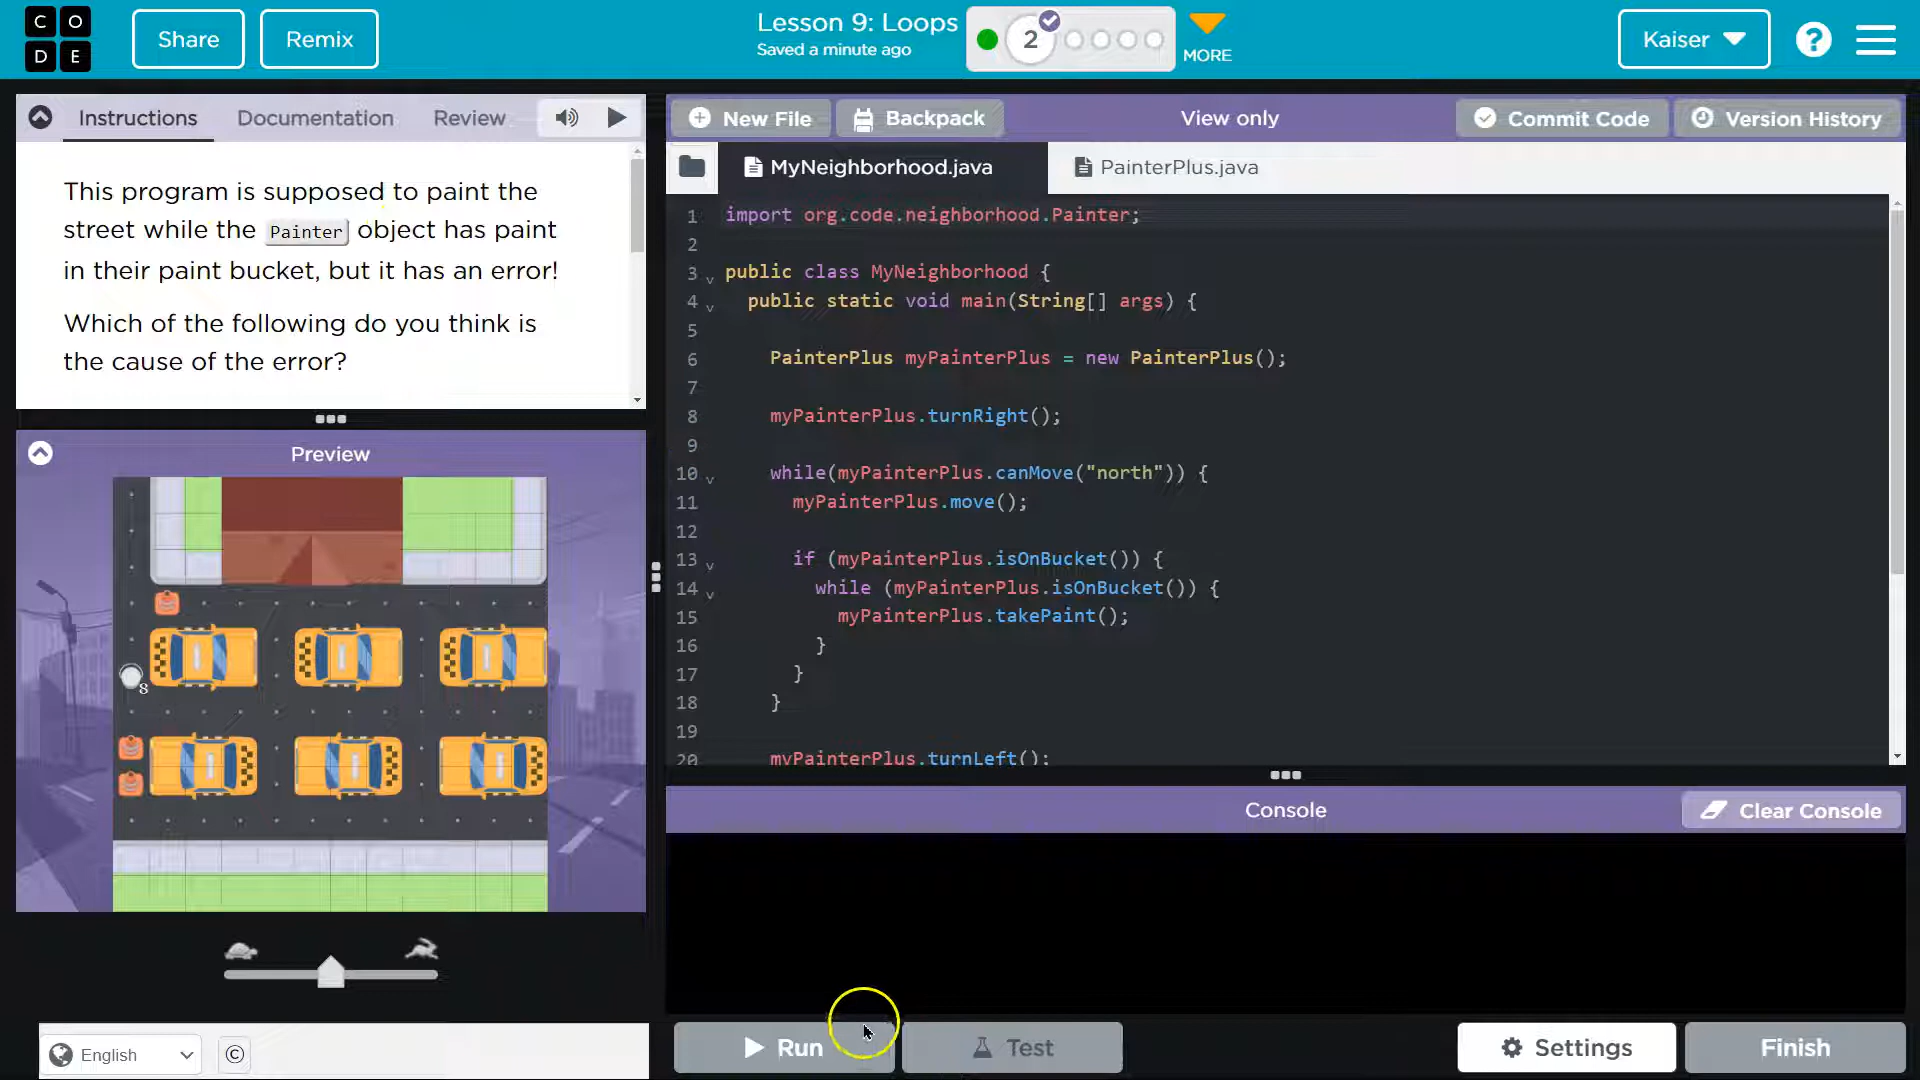 CODE
Share
Remix
Lesson 9: Loops
Saved a minute ago
2
MORE
Kaiser
?
Instructions
Documentation
Review
New File
Backpack
View only
Commit Code
Version History
This program is supposed to paint the
street while the Painter object has paint
in their paint bucket, but it has an error!
Which of the following do you think is
the cause of the error?
MyNeighborhood.java
PainterPlus.java
1 import org.code.neighborhood.Painter;
2
3 public class MyNeighborhood {
4 public static void main(String[] args) {
5
6 PainterPlus myPainterPlus = new PainterPlus();
7
8 myPainterPlus.turnRight();
9
10 while(myPainterPlus.canMove("north")) {
11 myPainterPlus.move();
12
13 if (myPainterPlus.isOnBucket()) {
14 while (myPainterPlus.isOnBucket()) {
15 myPainterPlus.takePaint();
16 }
17 }
18 }
19
20 myPainterPlus.turnLeft();
Preview
8
Console
Clear Console
English
©
Run
Test
Settings
Finish